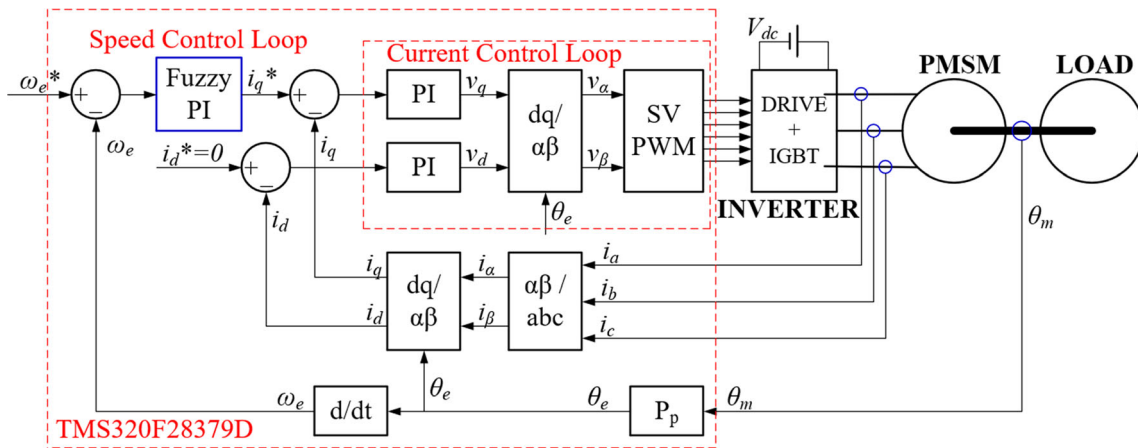 Speed Control Loop
Current Control Loop
V_dc
PMSM
LOAD
ω_e*
+
−
ω_e
Fuzzy
PI
i_q*
+
−
i_q
PI
v_q
dq/
αβ
v_α
SV
PWM
DRIVE
+
IGBT
i_d*=0
+
−
i_d
PI
v_d
v_β
INVERTER
θ_e
θ_m
i_q
dq/
αβ
i_α
αβ /
abc
i_a
i_b
i_d
i_β
i_c
θ_e
ω_e
d/dt
θ_e
P_p
θ_m
TMS320F28379D